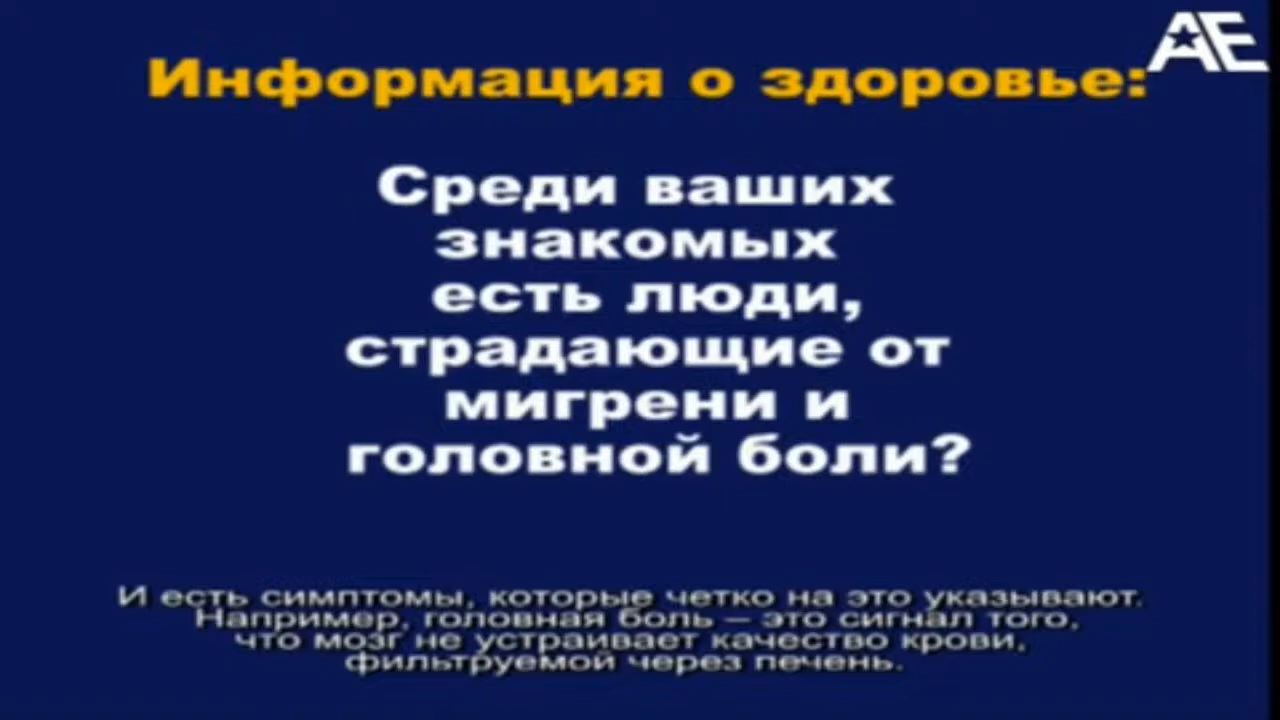 AE
Информация о здоровье:
Среди ваших
знакомых
есть люди,
страдающие от
мигрени и
головной боли?
И есть симптомы, которые четко на это указывают.
Например, головная боль – это сигнал того,
что мозг не устраивает качество крови,
фильтруемой через печень.